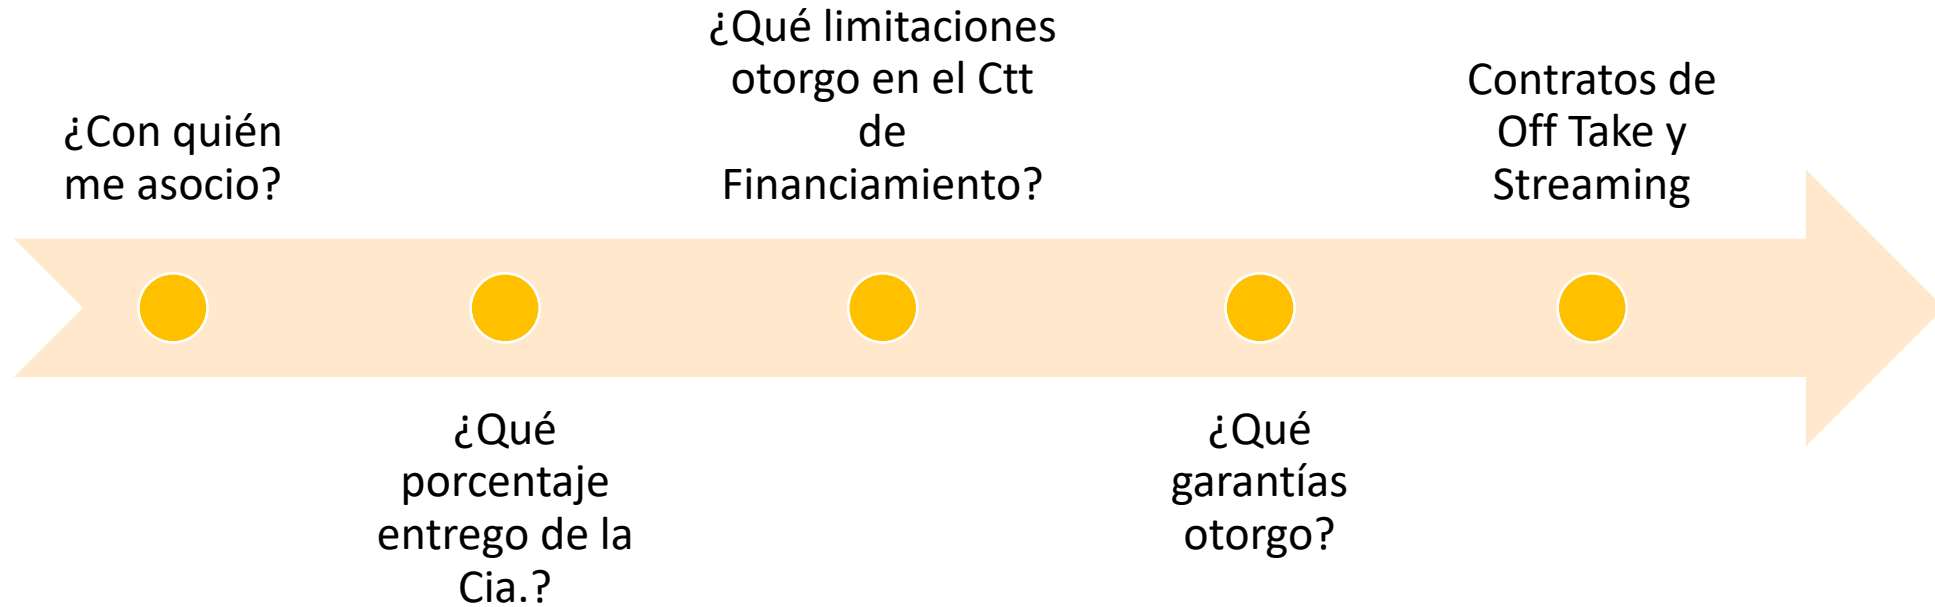 ¿Con quién
me asocio?
¿Qué
porcentaje
entrego de la
Cia.?
¿Qué limitaciones
otorgo en el Ctt
de
Financiamiento?
¿Qué
garantías
otorgo?
Contratos de
Off Take y
Streaming